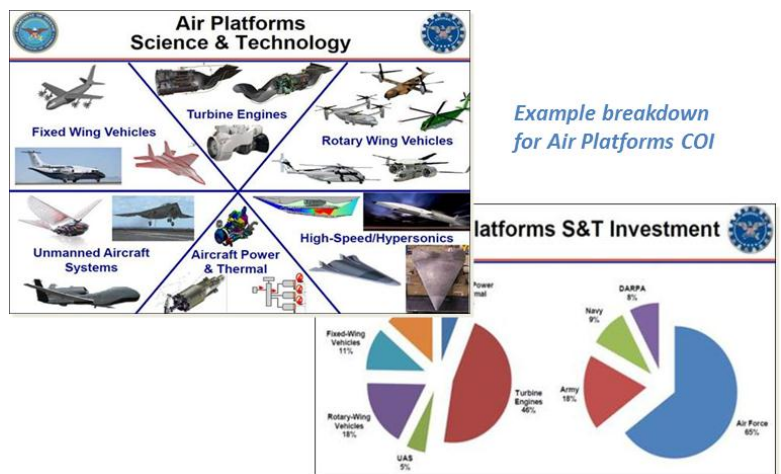 Air Platforms
Science & Technology
Turbine Engines
Fixed Wing Vehicles
Rotary Wing Vehicles
Unmanned Aircraft
Systems
Aircraft Power
& Thermal
High-Speed/Hypersonics
Example breakdown
for Air Platforms COI
latforms S&T Investment
Power
mal
Fixed-Wing
Vehicles
11%
Rotary-Wing
Vehicles
18%
UAS
5%
Turbine
Engines
46%
DARPA
8%
Navy
9%
Army
18%
Air Force
65%